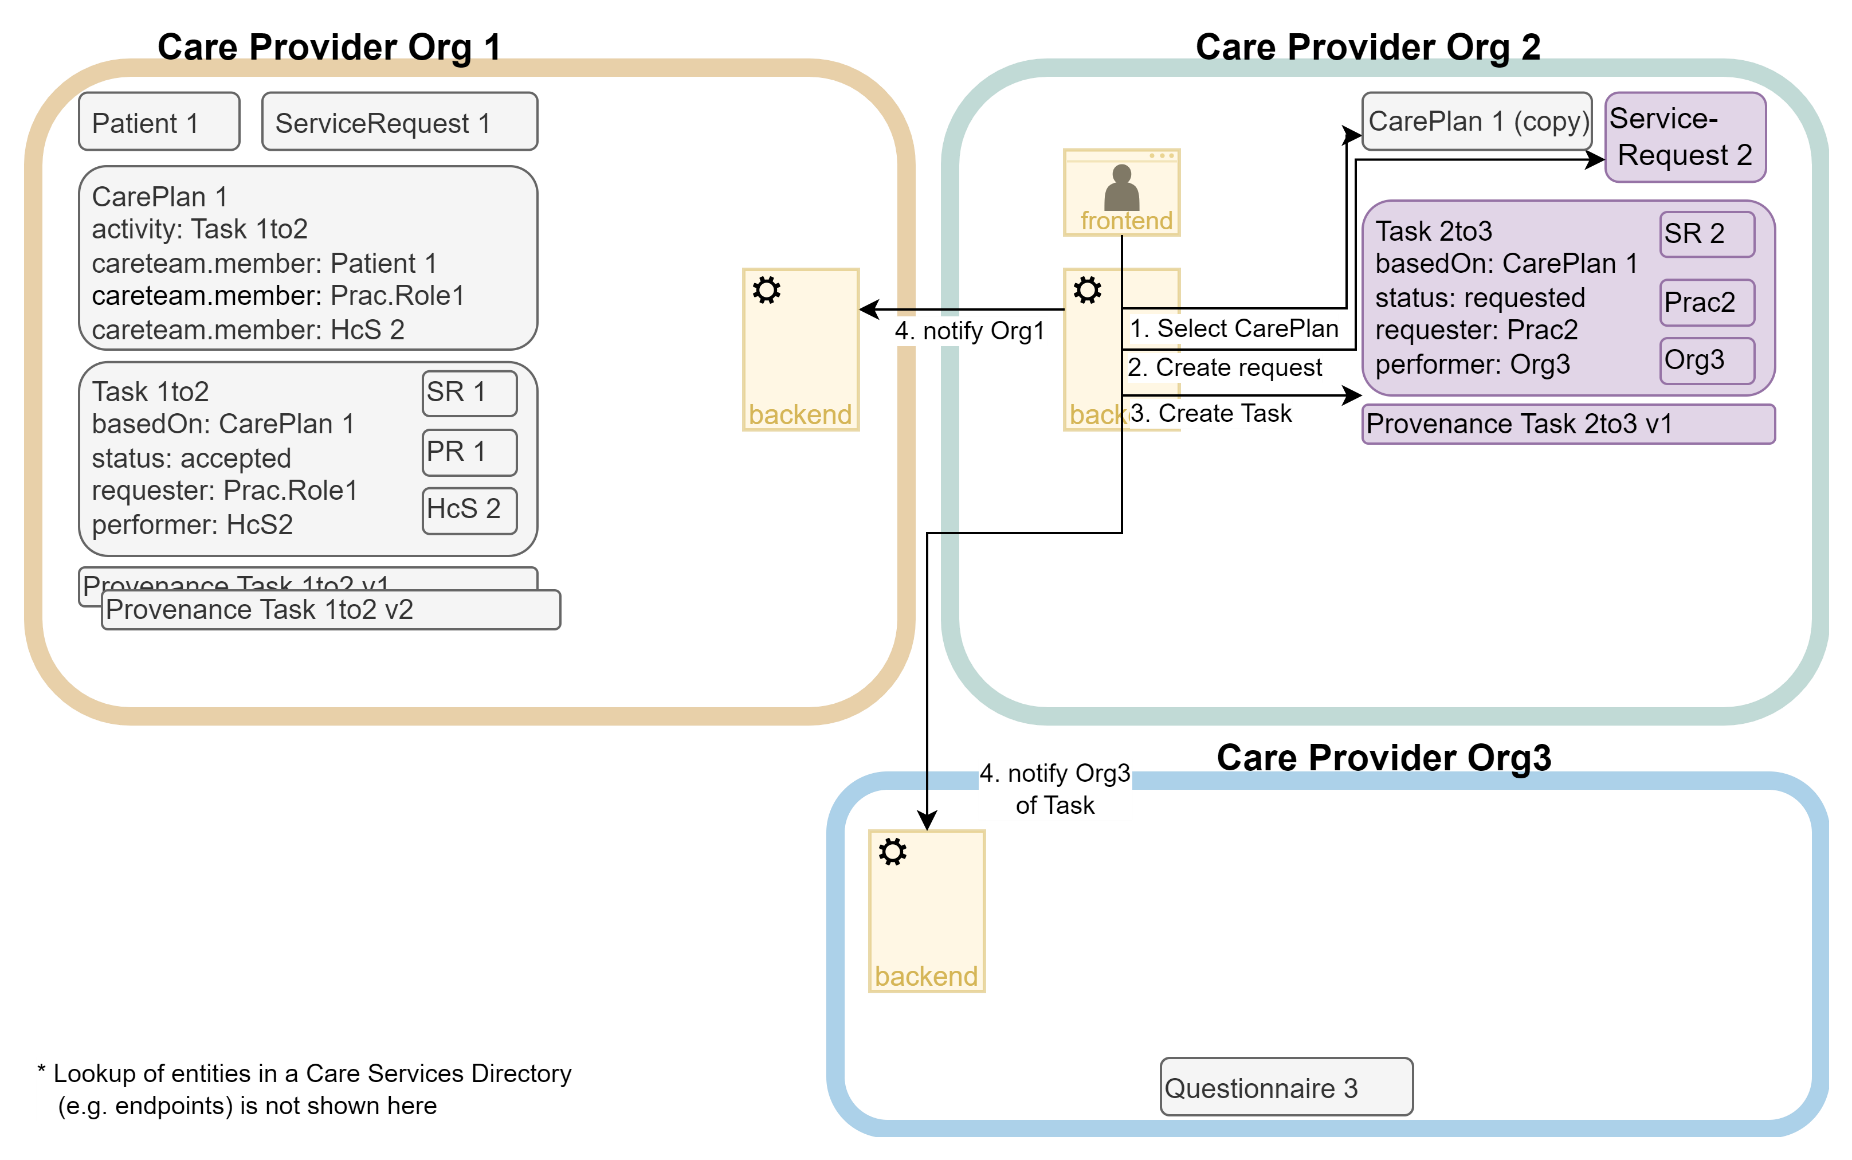 Care Provider Org 1
Patient 1
ServiceRequest 1
CarePlan 1
activity: Task 1to2
careteam.member: Patient 1
careteam.member: Prac.Role1
careteam.member: HcS 2
Task 1to2
basedOn: CarePlan 1
status: accepted
requester: Prac.Role1
performer: HcS2
SR 1
PR 1
HcS 2
Provenance Task 1to2 v1
Provenance Task 1to2 v2
backend
4. notify Org1
Care Provider Org 2
frontend
back
1. Select CarePlan
2. Create request
3. Create Task
CarePlan 1 (copy)
Service-
Request 2
Task 2to3
basedOn: CarePlan 1
status: requested
requester: Prac2
performer: Org3
SR 2
Prac2
Org3
Provenance Task 2to3 v1
Care Provider Org3
4. notify Org3
of Task
backend
Questionnaire 3
* Lookup of entities in a Care Services Directory
(e.g. endpoints) is not shown here